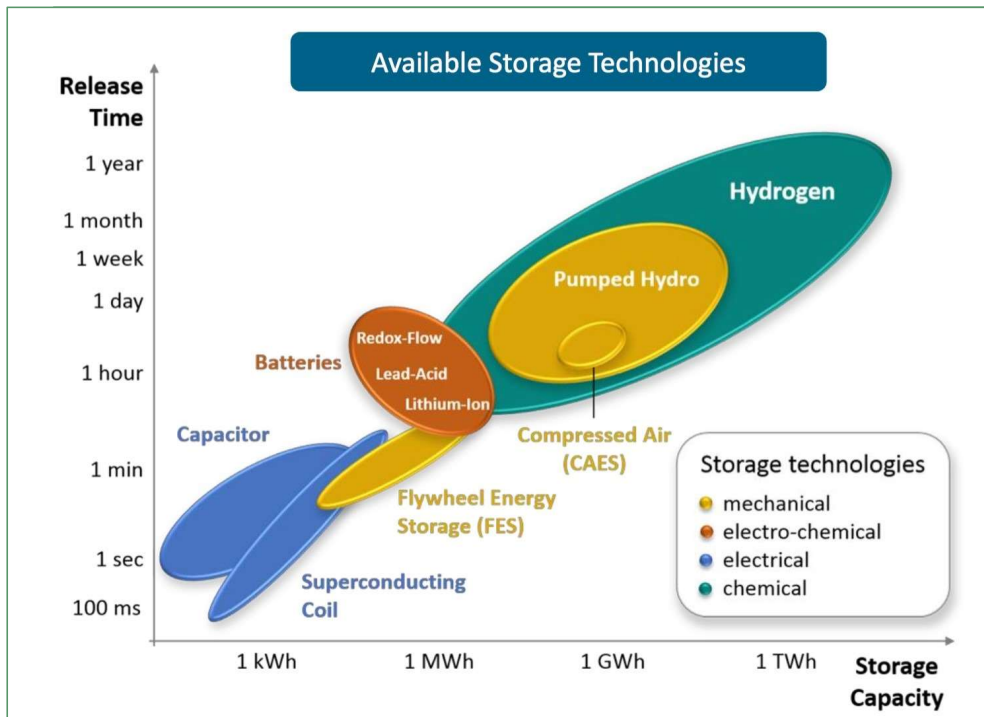 Available Storage Technologies
Release
Time
1 year
1 month
1 week
1 day
1 hour
1 min
1 sec
100 ms
Hydrogen
Pumped Hydro
Redox-Flow
Batteries
Lead-Acid
Lithium-Ion
Capacitor
Compressed Air
(CAES)
Flywheel Energy
Storage (FES)
Superconducting
Coil
Storage technologies
mechanical
electro-chemical
electrical
chemical
1 kWh
1 MWh
1 GWh
1 TWh
Storage
Capacity